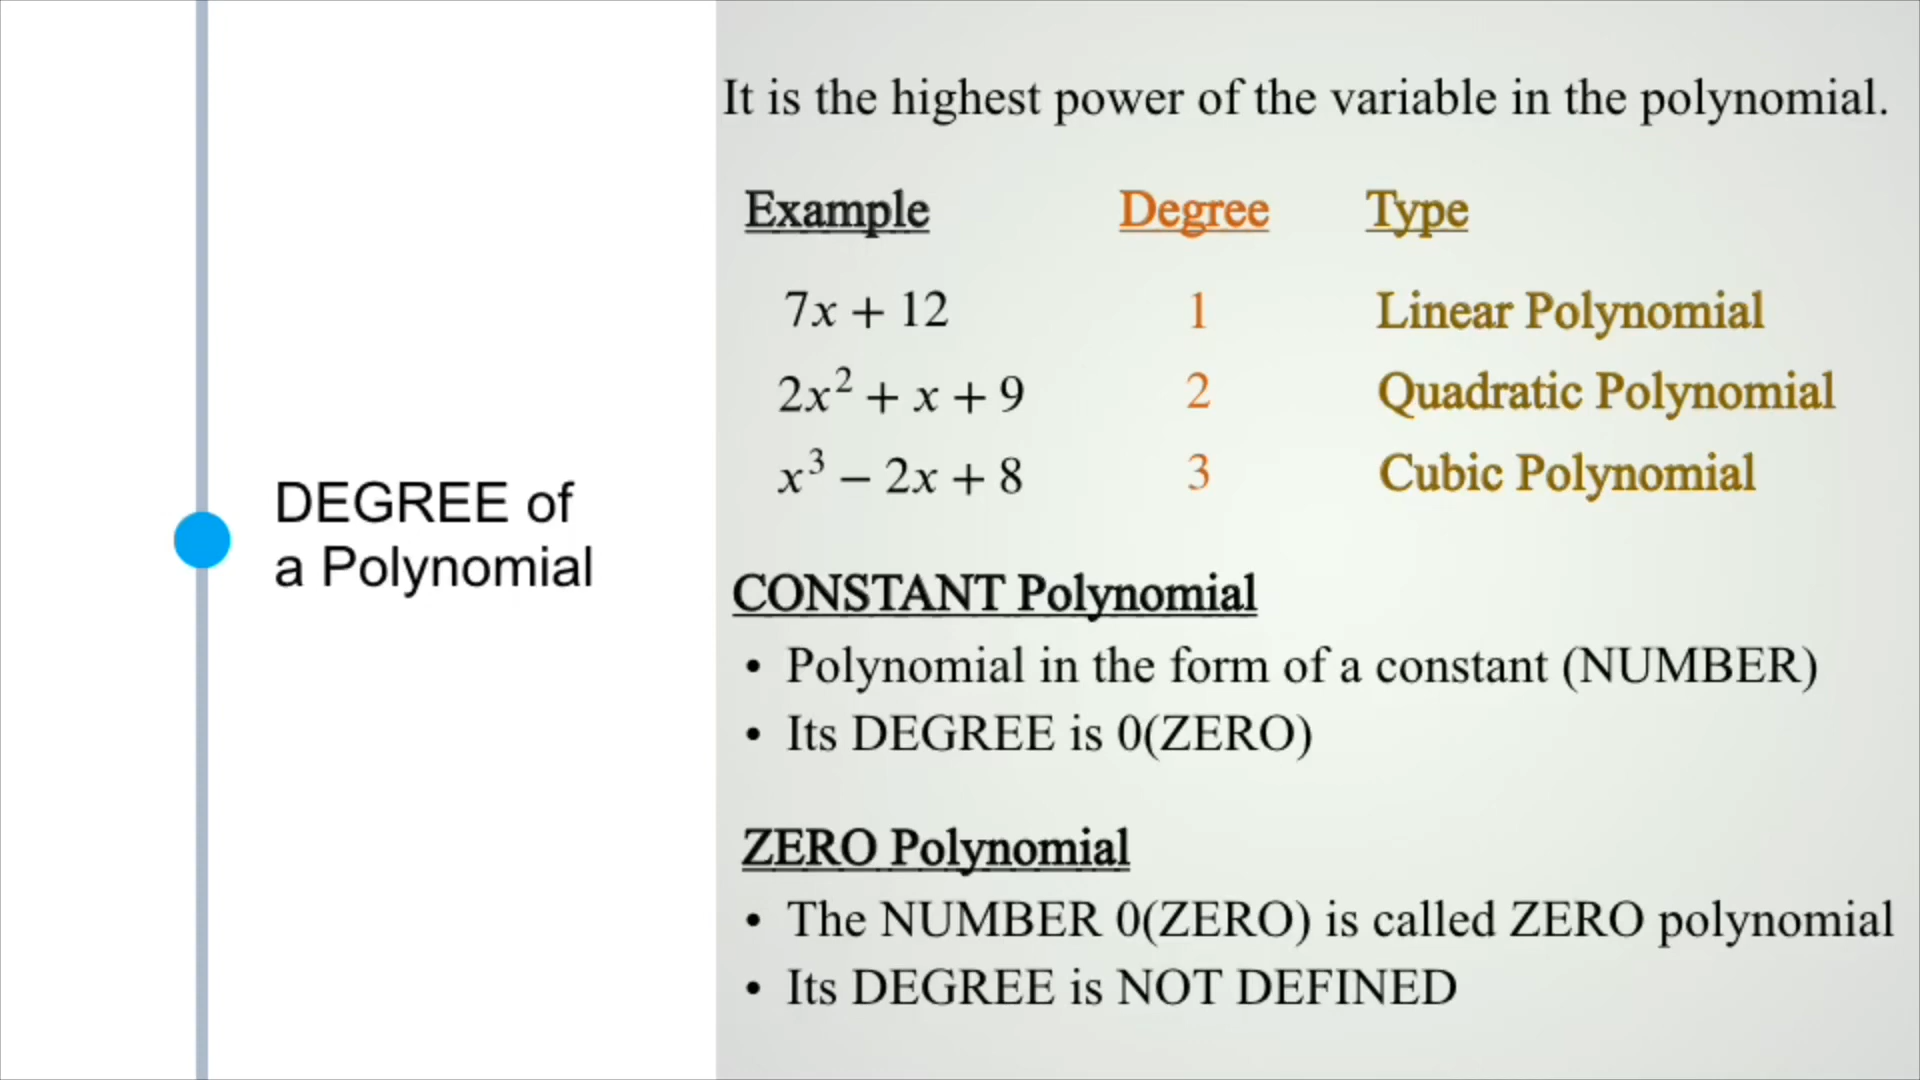 DEGREE of
a Polynomial
It is the highest power of the variable in the polynomial.
Example Degree Type
7x + 12 1 Linear Polynomial
2x² + x + 9 2 Quadratic Polynomial
x³ − 2x + 8 3 Cubic Polynomial
CONSTANT Polynomial
• Polynomial in the form of a constant (NUMBER)
• Its DEGREE is 0(ZERO)
ZERO Polynomial
• The NUMBER 0(ZERO) is called ZERO polynomial
• Its DEGREE is NOT DEFINED